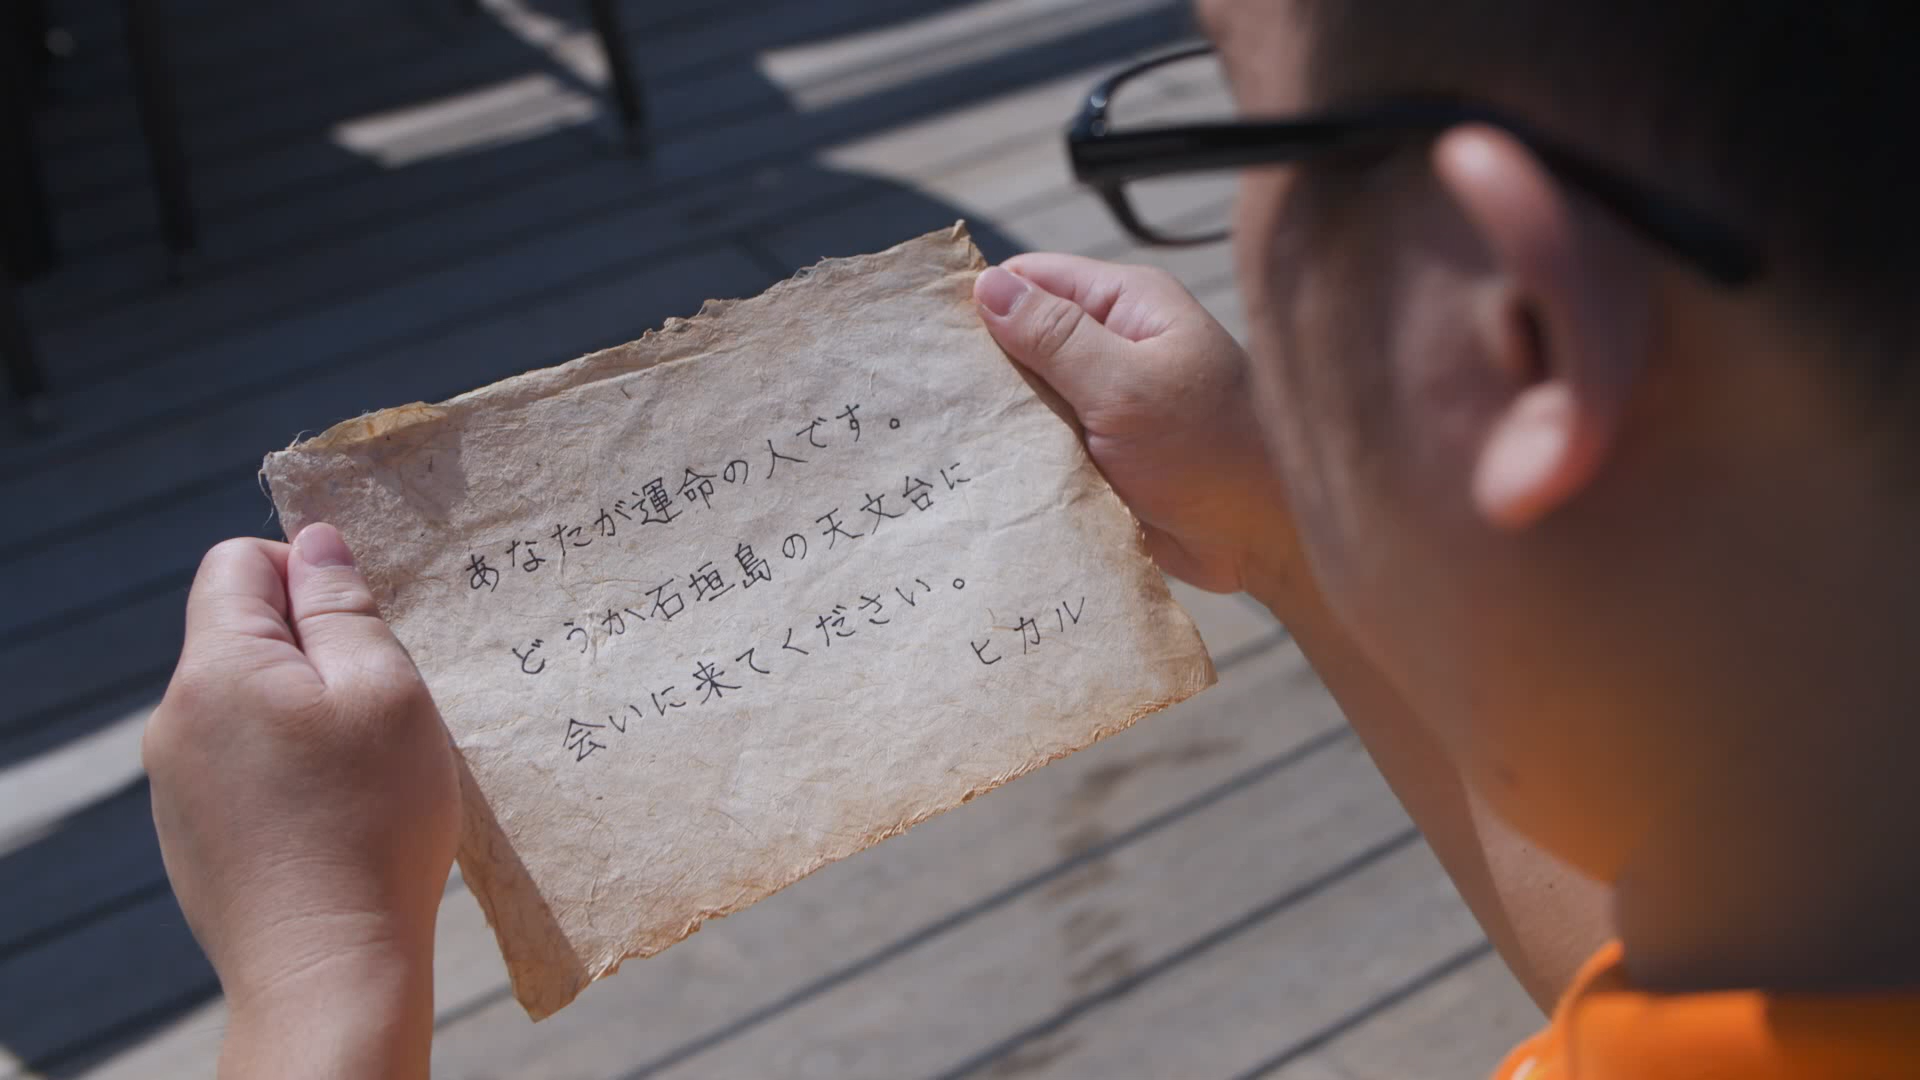 あなたが運命の人です。
どうか石垣島の天文台に
会いに来てください。
ヒカル